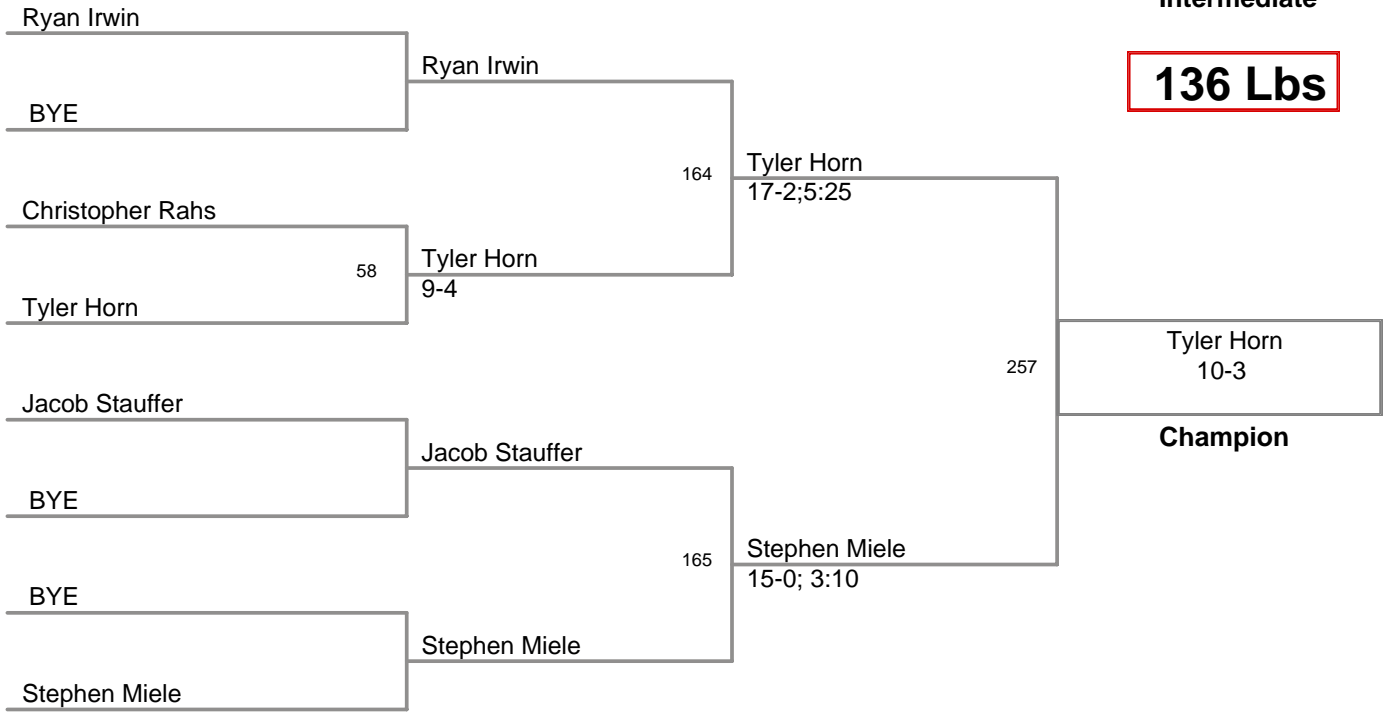 Intermediate
136 Lbs
Ryan Irwin
BYE
Christopher Rahs
58
Tyler Horn
Jacob Stauffer
BYE
BYE
Stephen Miele
Ryan Irwin
164
Tyler Horn
9-4
Jacob Stauffer
165
Stephen Miele
Tyler Horn
17-2;5:25
257
Stephen Miele
15-0; 3:10
Tyler Horn
10-3
Champion